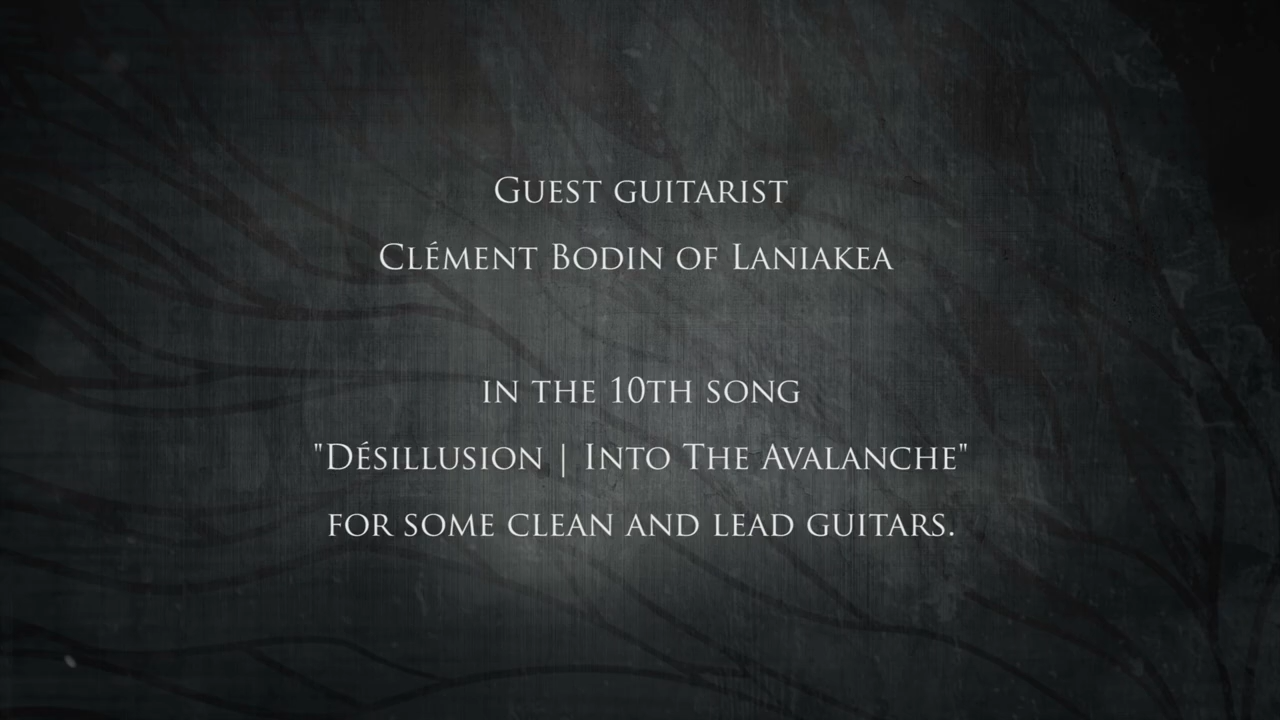 Guest guitarist
Clément Bodin of Laniakea
in the 10th song
"Désillusion | Into The Avalanche"
for some clean and lead guitars.